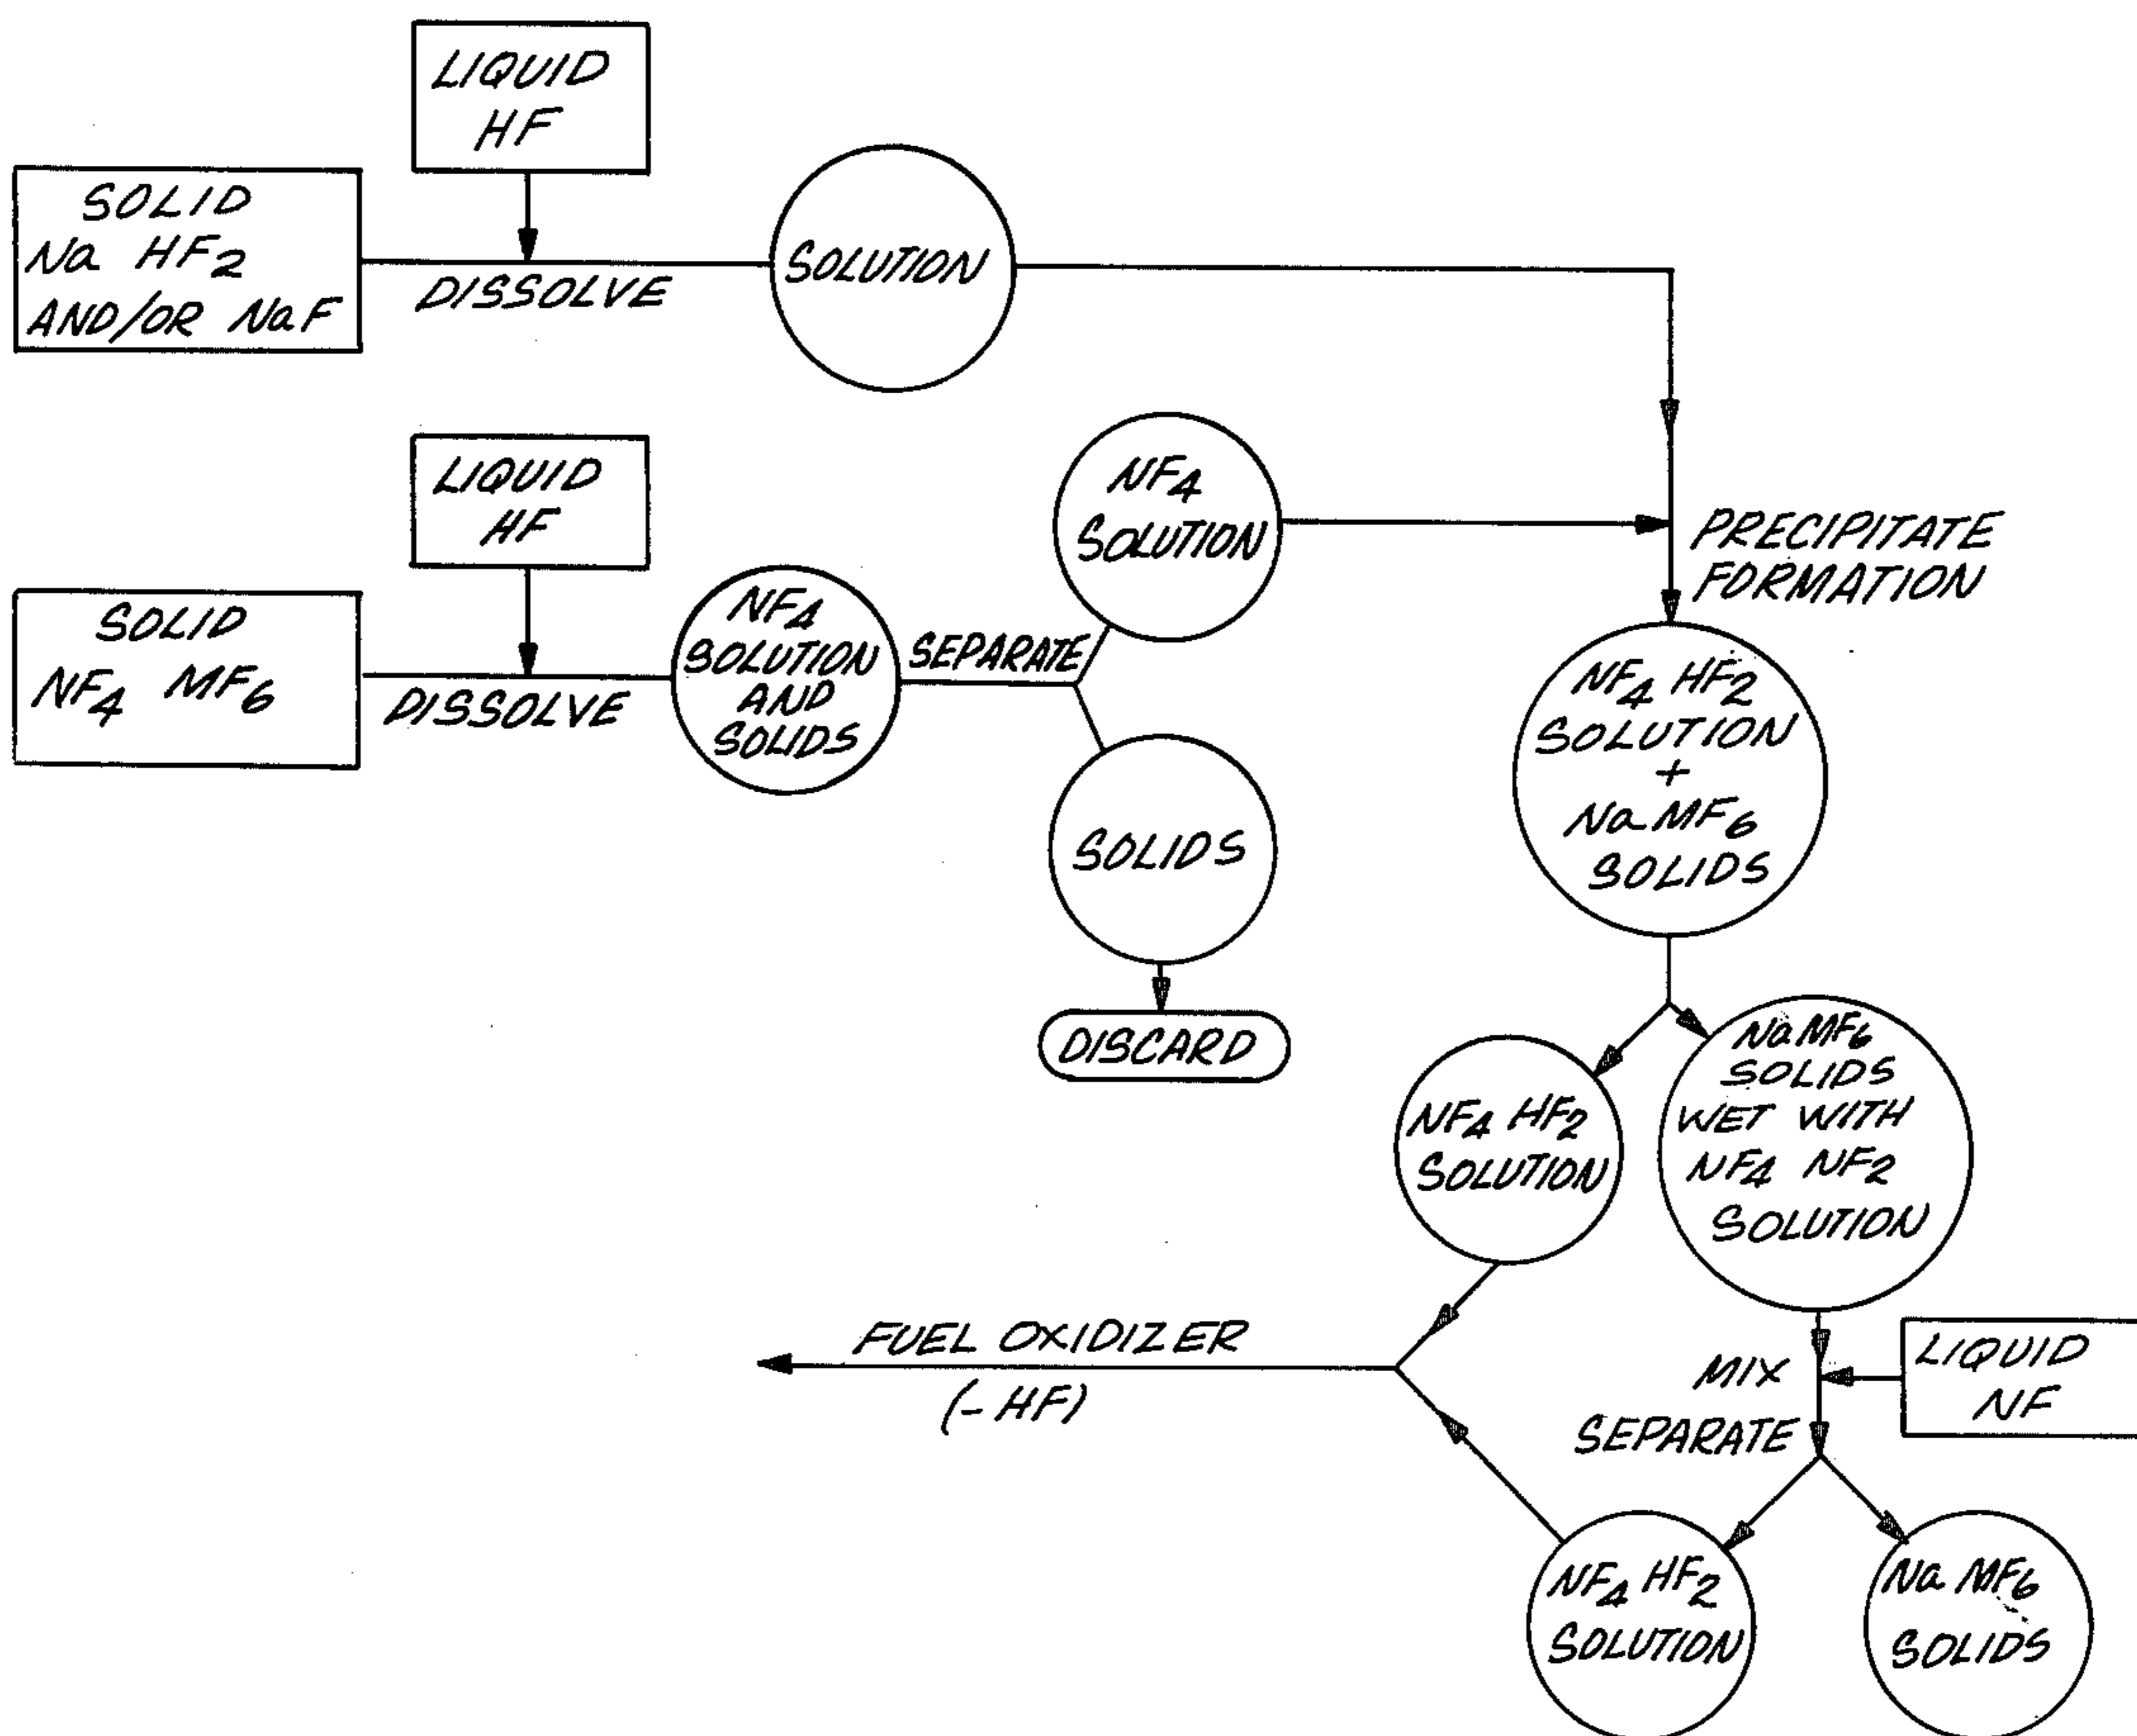 LIQUID
HF
SOLID
Na HF2
AND/OR NaF
DISSOLVE
SOLUTION
LIQUID
HF
SOLID
NF4 MF6
DISSOLVE
NF4
SOLUTION
AND
SOLIDS
SEPARATE
NF4
SOLUTION
SOLIDS
DISCARD
PRECIPITATE
FORMATION
NF4 HF2
SOLUTION
+
Na MF6
SOLIDS
NF4 HF2
SOLUTION
Na MF6
SOLIDS
WET WITH
NF4 NF2
SOLUTION
FUEL OXIDIZER
(- HF)
MIX
SEPARATE
LIQUID
NF
NF4 HF2
SOLUTION
Na MF6
SOLIDS